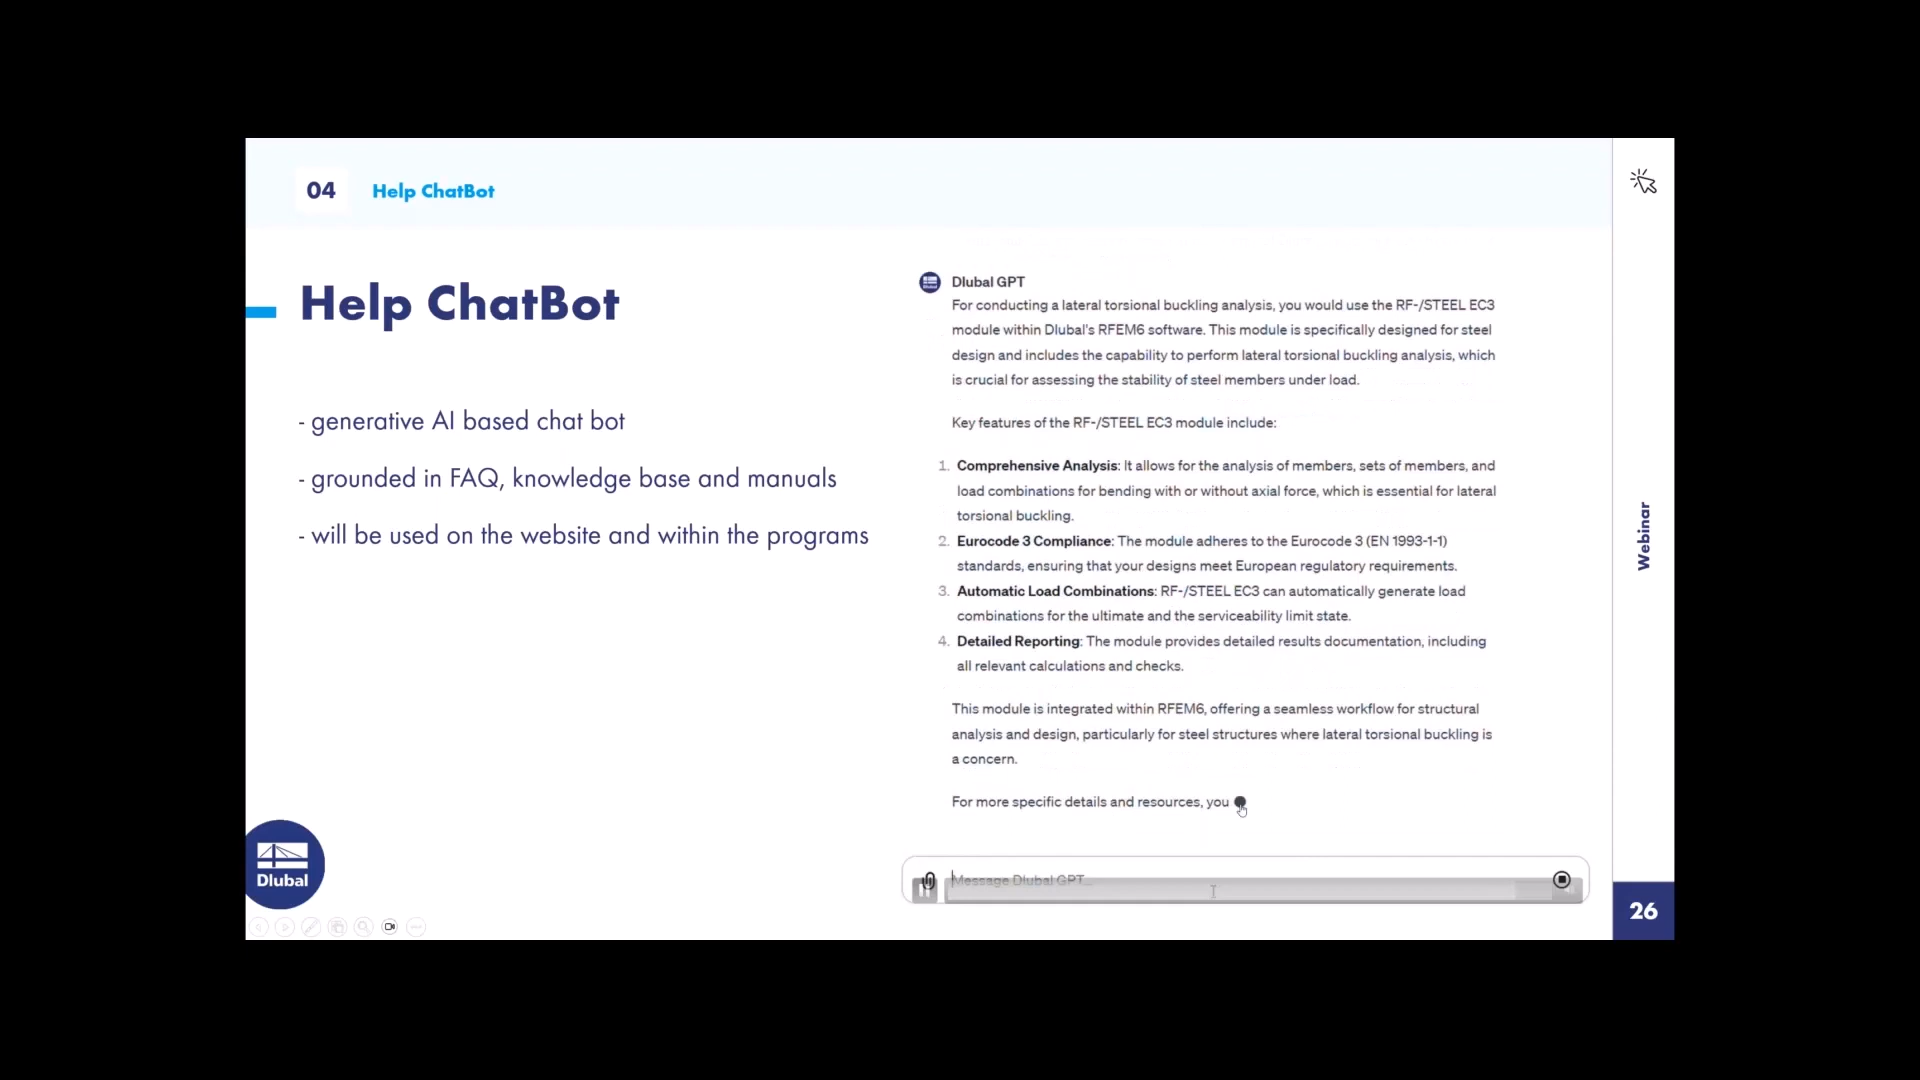 04 Help ChatBot
Help ChatBot
- generative AI based chat bot
- grounded in FAQ, knowledge base and manuals
- will be used on the website and within the programs
Dlubal GPT
For conducting a lateral torsional buckling analysis, you would use the RF-/STEEL EC3
module within Dlubal's RFEM6 software. This module is specifically designed for steel
design and includes the capability to perform lateral torsional buckling analysis, which
is crucial for assessing the stability of steel members under load.
Key features of the RF-/STEEL EC3 module include:
1. Comprehensive Analysis: It allows for the analysis of members, sets of members, and
load combinations for bending with or without axial force, which is essential for lateral
torsional buckling.
2. Eurocode 3 Compliance: The module adheres to the Eurocode 3 (EN 1993-1-1)
standards, ensuring that your designs meet European regulatory requirements.
3. Automatic Load Combinations: RF-/STEEL EC3 can automatically generate load
combinations for the ultimate and the serviceability limit state.
4. Detailed Reporting: The module provides detailed results documentation, including
all relevant calculations and checks.
This module is integrated within RFEM6, offering a seamless workflow for structural
analysis and design, particularly for steel structures where lateral torsional buckling is
a concern.
For more specific details and resources, you
Message Dlubal GPT...
Dlubal
Webinar
26